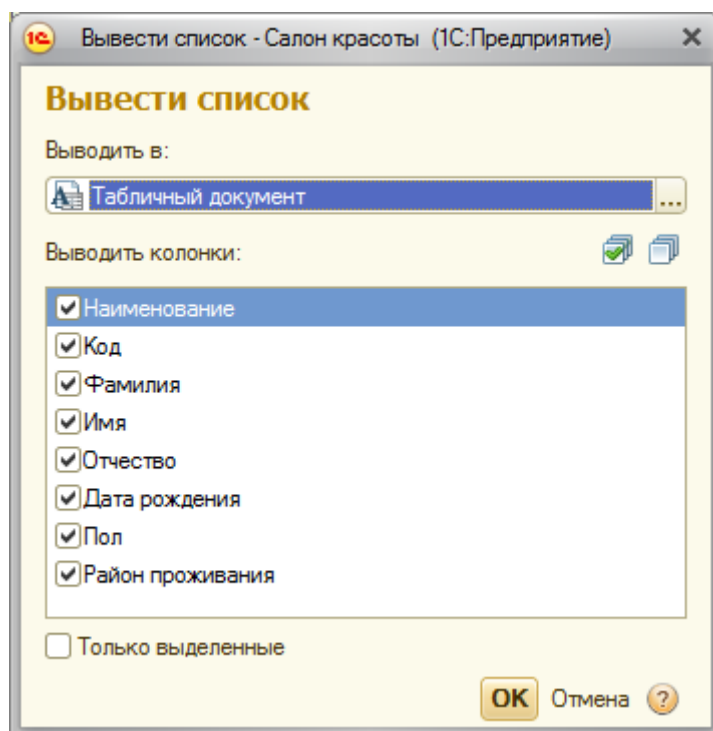 1С Вывести список - Салон красоты (1С:Предприятие)
Вывести список
Выводить в:
Табличный документ ...
Выводить колонки:
Наименование
Код
Фамилия
Имя
Отчество
Дата рождения
Пол
Район проживания
Только выделенные
OK Отмена ?